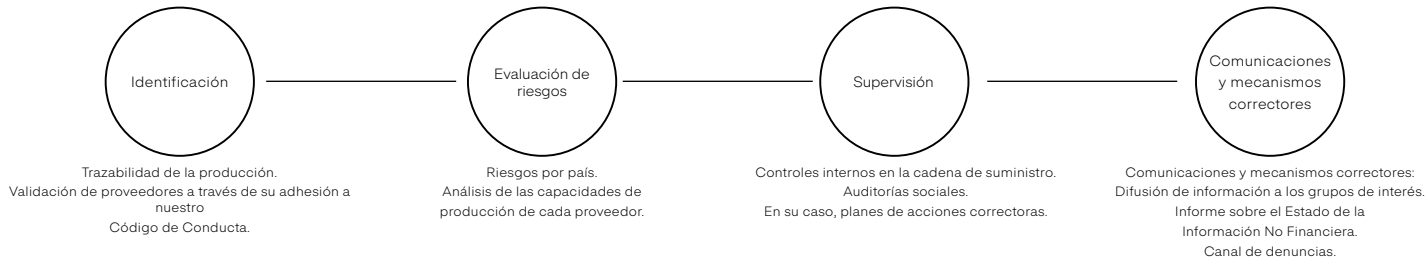 Identificación
Trazabilidad de la producción.
Validación de proveedores a través de su adhesión a
nuestro
Código de Conducta.
Evaluación de
riesgos
Riesgos por país.
Análisis de las capacidades de
producción de cada proveedor.
Supervisión
Controles internos en la cadena de suministro.
Auditorías sociales.
En su caso, planes de acciones correctoras.
Comunicaciones
y mecanismos
correctores
Comunicaciones y mecanismos correctores:
Difusión de información a los grupos de interés.
Informe sobre el Estado de la
Información No Financiera.
Canal de denuncias.